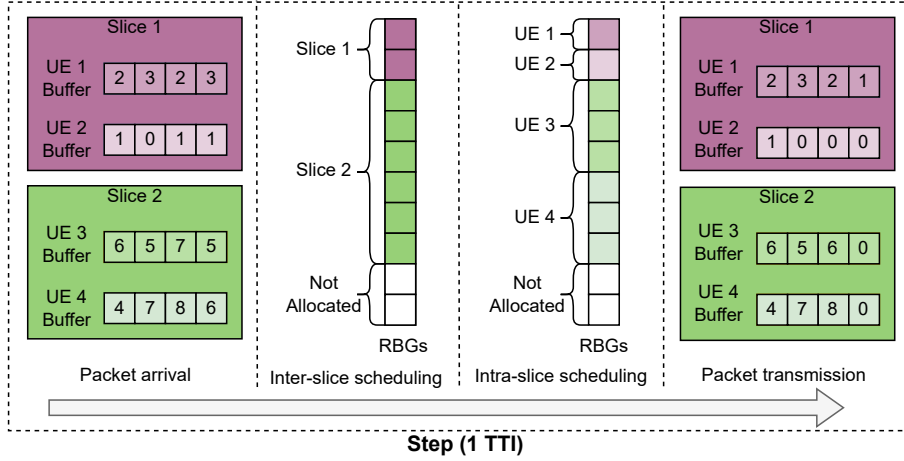 Slice 1
UE 1
Buffer
2 3 2 3
UE 2
Buffer
1 0 1 1
Slice 2
UE 3
Buffer
6 5 7 5
UE 4
Buffer
4 7 8 6
Packet arrival
Slice 1
Slice 2
Not
Allocated
RBGs
Inter-slice scheduling
UE 1
UE 2
UE 3
UE 4
Not
Allocated
RBGs
Intra-slice scheduling
Slice 1
UE 1
Buffer
2 3 2 1
UE 2
Buffer
1 0 0 0
Slice 2
UE 3
Buffer
6 5 6 0
UE 4
Buffer
4 7 8 0
Packet transmission
Step (1 TTI)